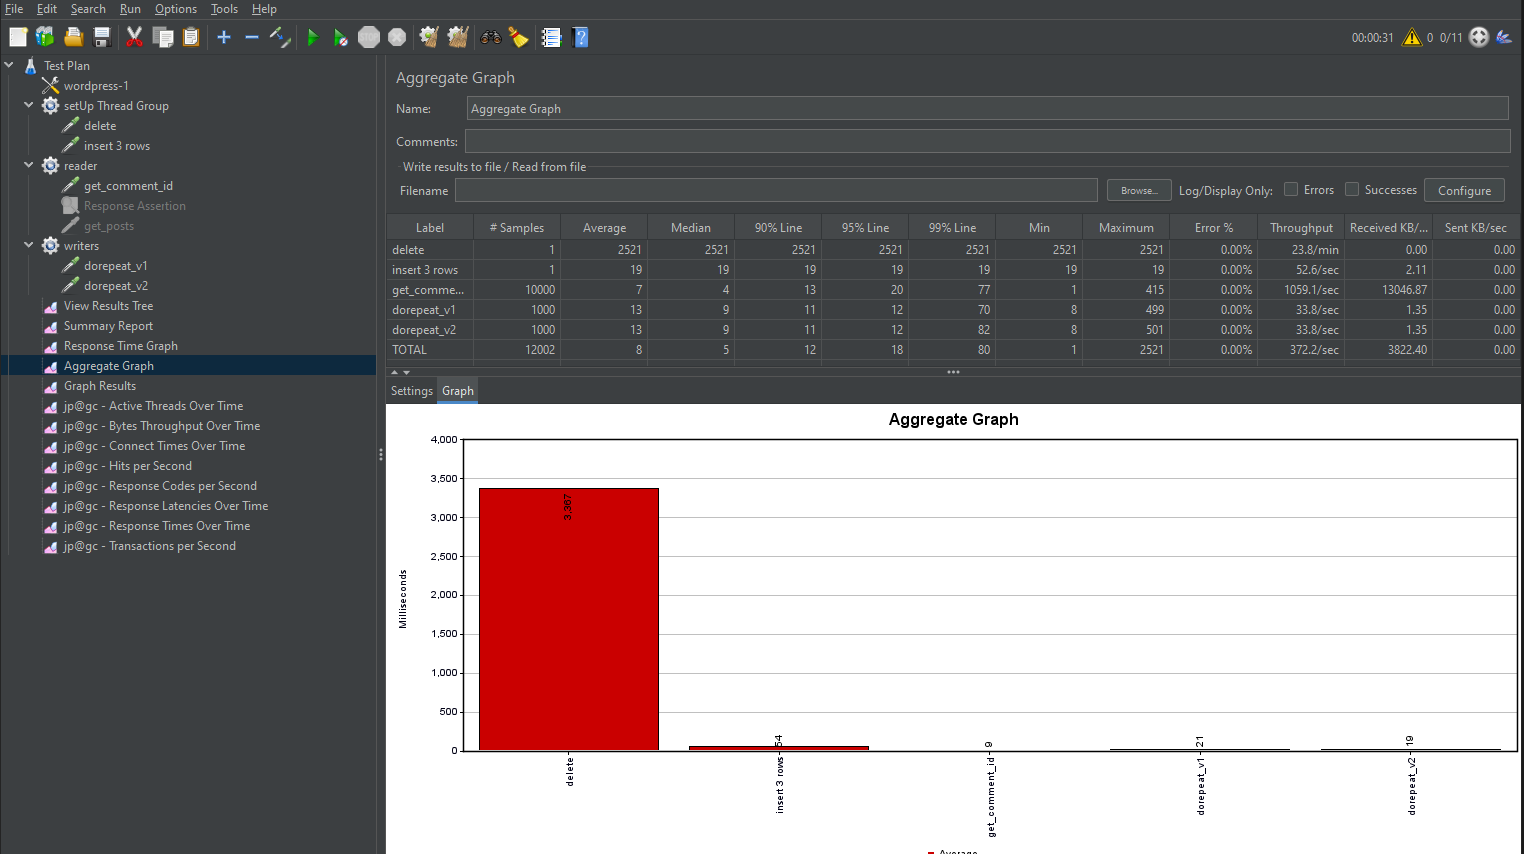 File Edit Search Run Options Tools Help
STOP
?
00:00:31 0 0/11
Test Plan
wordpress-1
setUp Thread Group
delete
insert 3 rows
reader
get_comment_id
Response Assertion
get_posts
writers
dorepeat_v1
dorepeat_v2
View Results Tree
Summary Report
Response Time Graph
Aggregate Graph
Graph Results
jp@gc - Active Threads Over Time
jp@gc - Bytes Throughput Over Time
jp@gc - Connect Times Over Time
jp@gc - Hits per Second
jp@gc - Response Codes per Second
jp@gc - Response Latencies Over Time
jp@gc - Response Times Over Time
jp@gc - Transactions per Second
Aggregate Graph
Name: Aggregate Graph
Comments:
Write results to file / Read from file
Filename Browse... Log/Display Only: Errors Successes Configure
Label # Samples Average Median 90% Line 95% Line 99% Line Min Maximum Error % Throughput Received KB/... Sent KB/sec
delete 1 2521 2521 2521 2521 2521 2521 2521 0.00% 23.8/min 0.00 0.00
insert 3 rows 1 19 19 19 19 19 19 19 0.00% 52.6/sec 2.11 0.00
get_comme... 10000 7 4 13 20 77 1 415 0.00% 1059.1/sec 13046.87 0.00
dorepeat_v1 1000 13 9 11 12 70 8 499 0.00% 33.8/sec 1.35 0.00
dorepeat_v2 1000 13 9 11 12 82 8 501 0.00% 33.8/sec 1.35 0.00
TOTAL 12002 8 5 12 18 80 1 2521 0.00% 372.2/sec 3822.40 0.00
Settings Graph
Aggregate Graph
Milliseconds
4,000
3,500
3,000
2,500
2,000
1,500
1,000
500
0
3,367
54
9
21
19
delete
insert 3 rows
get_comment_id
dorepeat_v1
dorepeat_v2
Average